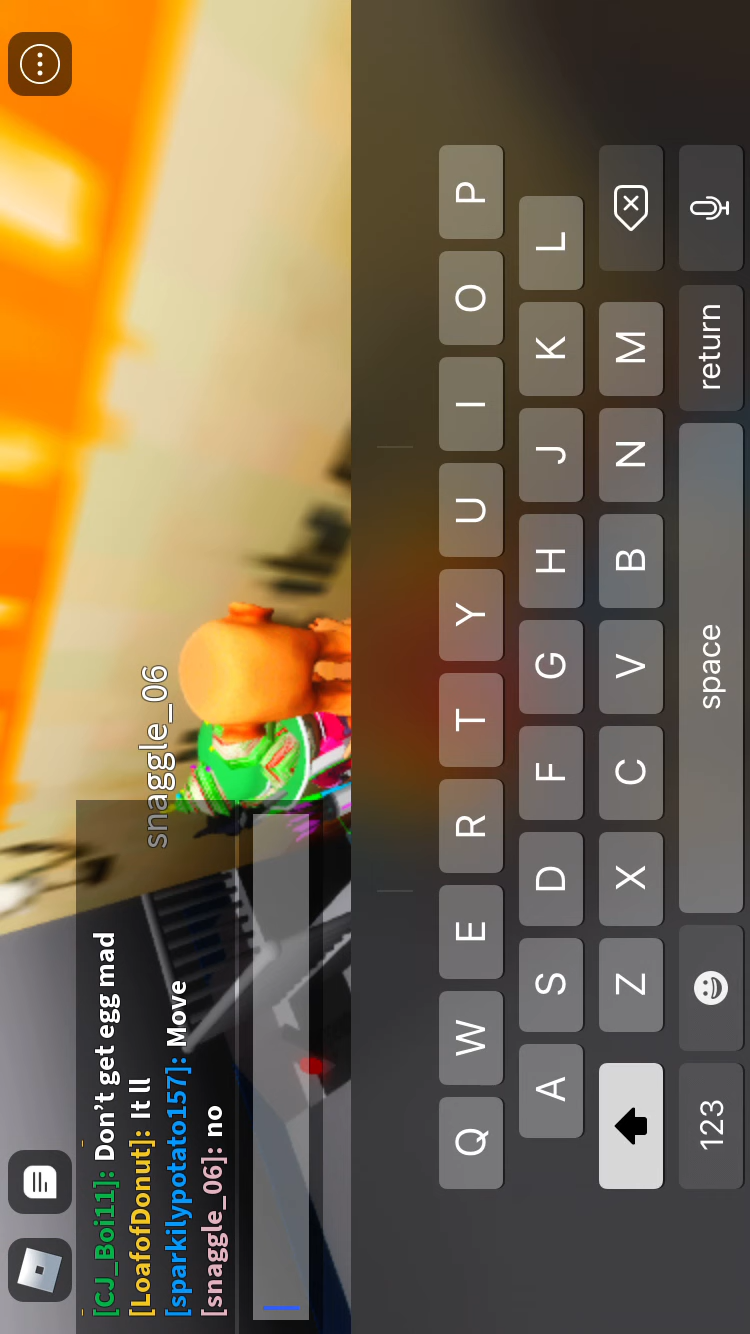 snaggle_06
[CJ_Boi11]: Don't get egg mad
[LoafofDonut]: It ll
[sparkilypotato157]: Move
[snaggle_06]: no
Q W E R T Y U I O P
A S D F G H J K L
Z X C V B N M
123 space return